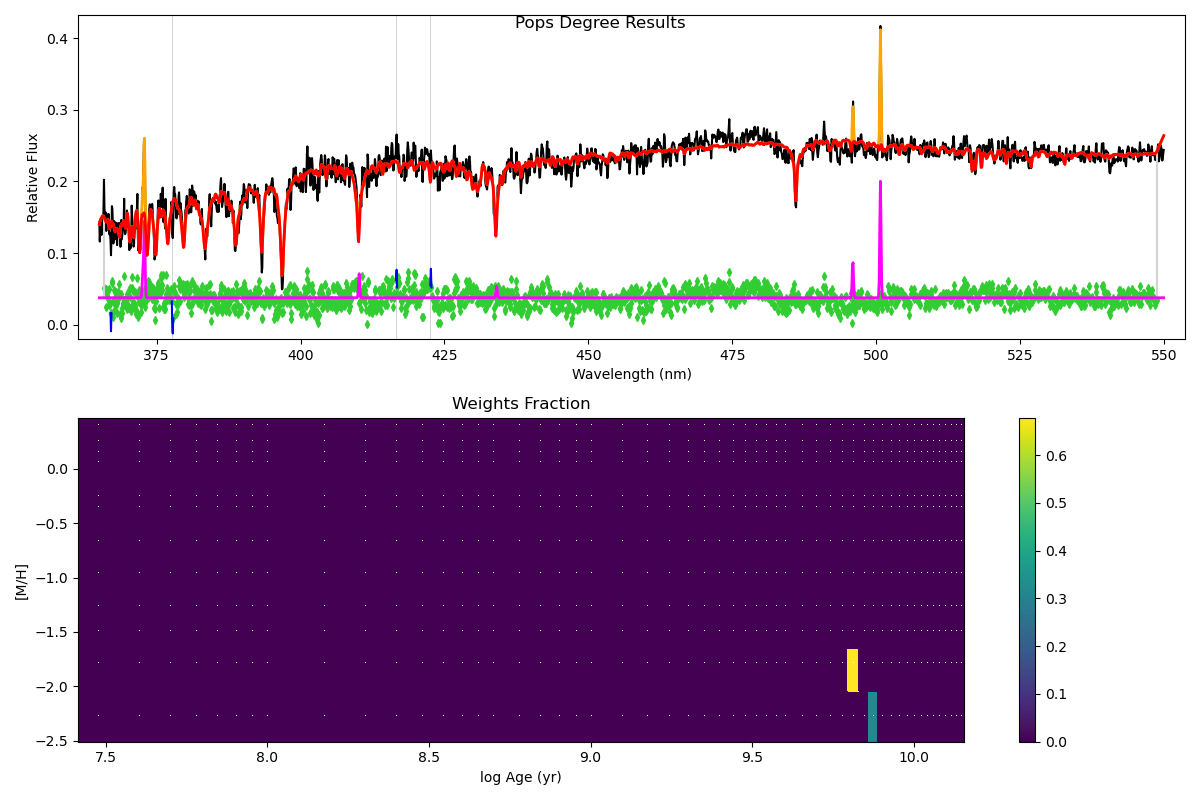 Pops Degree Results
0.4
0.3
0.2
0.1
0.0
Relative Flux
375 400 425 450 475 500 525 550
Wavelength (nm)
Weights Fraction
0.0
−0.5
−1.0
−1.5
−2.0
−2.5
[M/H]
7.5 8.0 8.5 9.0 9.5 10.0
log Age (yr)
0.6
0.5
0.4
0.3
0.2
0.1
0.0